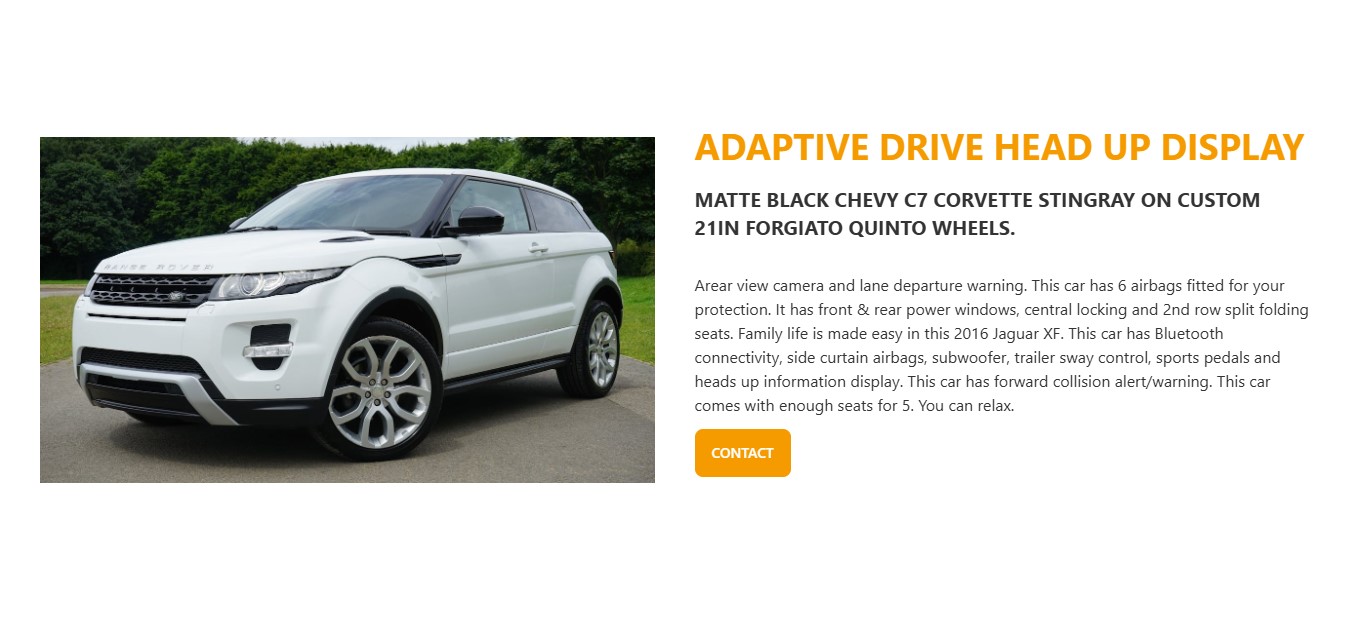 ADAPTIVE DRIVE HEAD UP DISPLAY
MATTE BLACK CHEVY C7 CORVETTE STINGRAY ON CUSTOM
21IN FORGIATO QUINTO WHEELS.
Arear view camera and lane departure warning. This car has 6 airbags fitted for your
protection. It has front & rear power windows, central locking and 2nd row split folding
seats. Family life is made easy in this 2016 Jaguar XF. This car has Bluetooth
connectivity, side curtain airbags, subwoofer, trailer sway control, sports pedals and
heads up information display. This car has forward collision alert/warning. This car
comes with enough seats for 5. You can relax.
CONTACT
RANGE ROVER